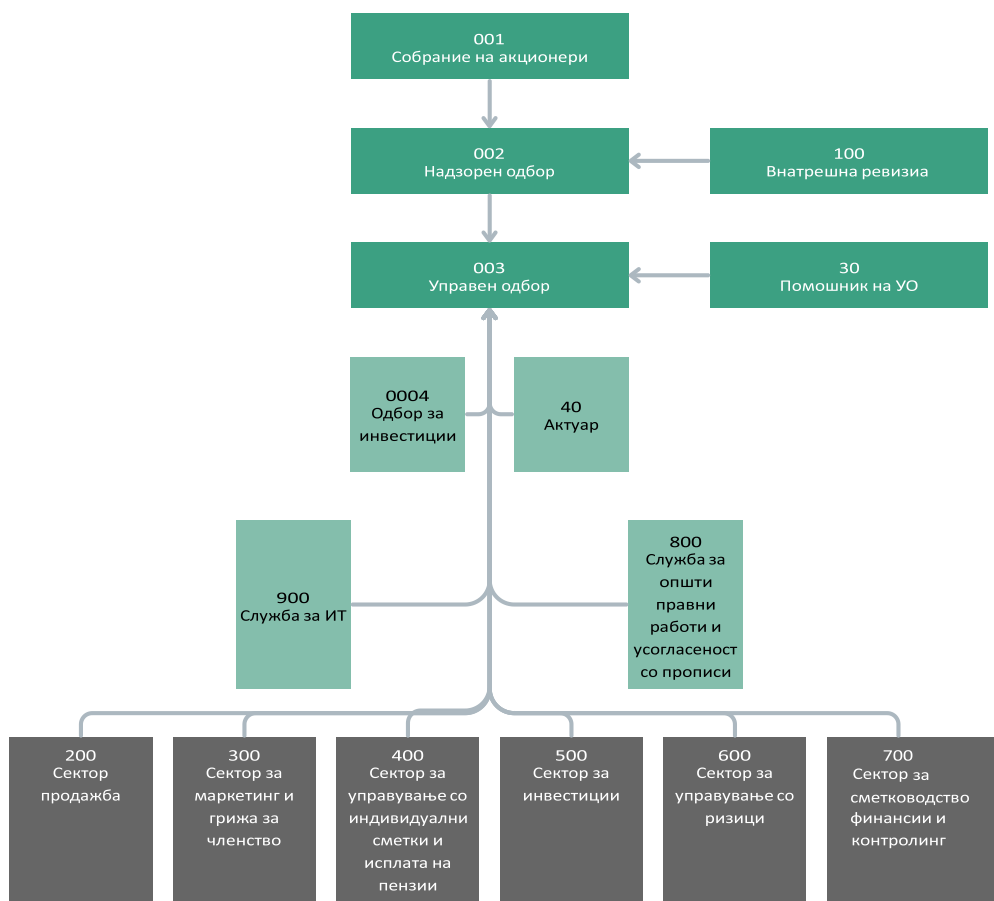 001
Собрание на акционери
002
Надзорен одбор
100
Внатрешна ревизиа
003
Управен одбор
30
Помошник на УО
0004
Одбор за
инвестиции
40
Актуар
900
Служба за ИТ
800
Служба за
општи
правни
работи и
усогласеност
со прописи
200
Сектор
продажба
300
Сектор за
маркетинг и
грижа за
членство
400
Сектор за
управување со
индивидуални
сметки и
исплата на
пензии
500
Сектор за
инвестиции
600
Сектор за
управување со
ризици
700
Сектор за
сметководство
финансии и
контролинг